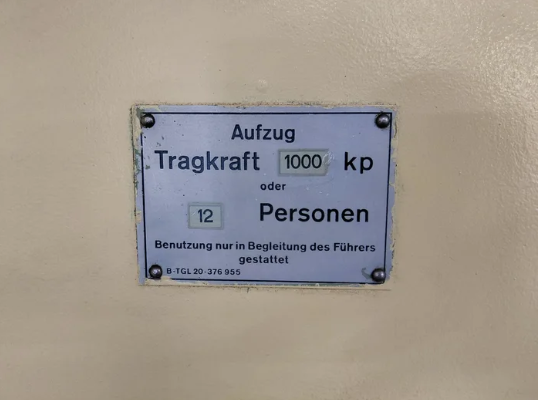 Aufzug
Tragkraft 1000 kp
oder
12 Personen
Benutzung nur in Begleitung des Führers
gestattet
B-TGL 20-376 955